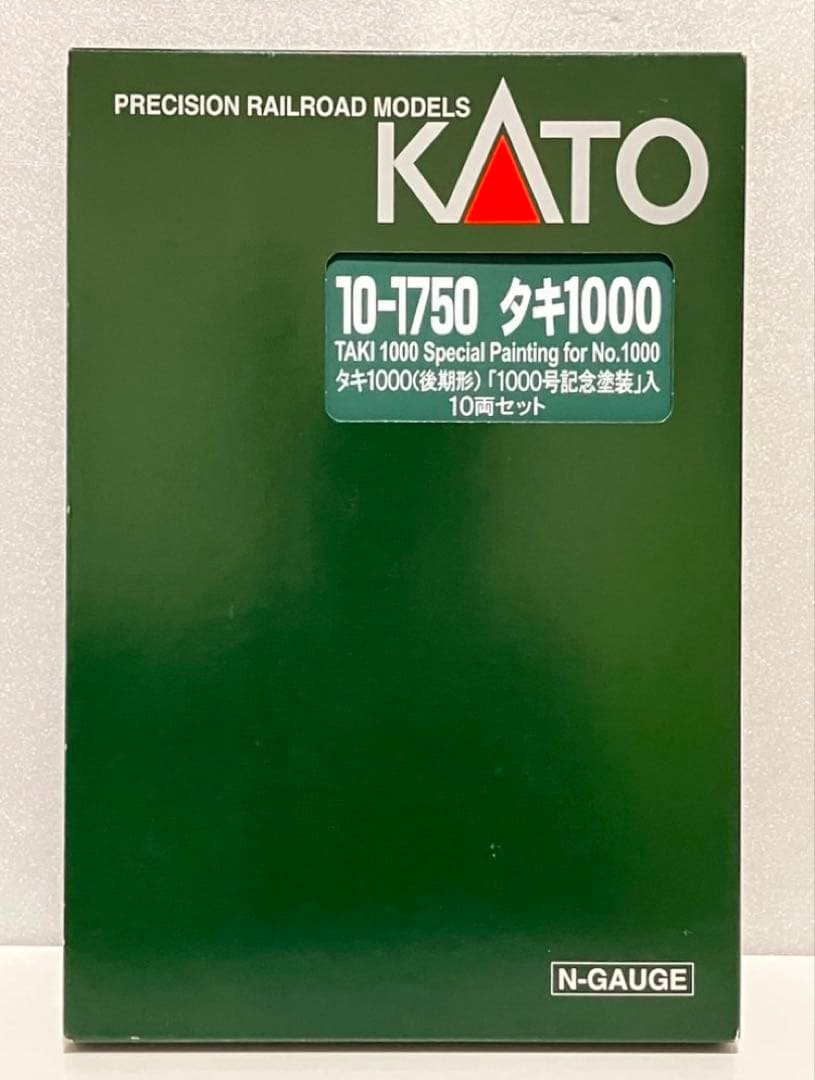 PRECISION RAILROAD MODELS
KATO
10-1750 タキ1000
TAKI 1000 Special Painting for No.1000
タキ1000(後期形)「1000号記念塗装」入
10両セット
N-GAUGE